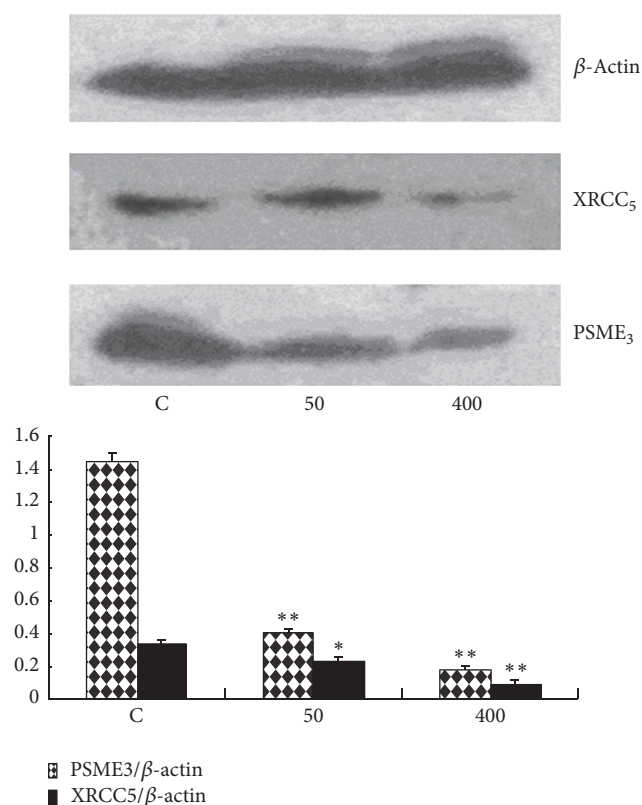 β-Actin
XRCC₅
PSME₃
C 50 400
1.6
1.4
1.2
1
0.8
0.6
0.4
0.2
0
** *
** **
C 50 400
PSME3/β-actin
XRCC5/β-actin